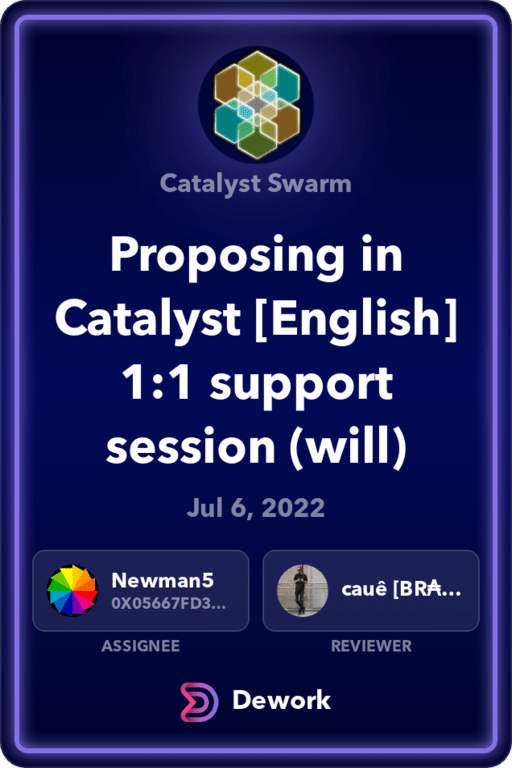 Catalyst Swarm
Proposing in
Catalyst [English]
1:1 support
session (will)
Jul 6, 2022
Newman5
0X05667FD3...
cauê [BR₳...
ASSIGNEE
REVIEWER
Dework